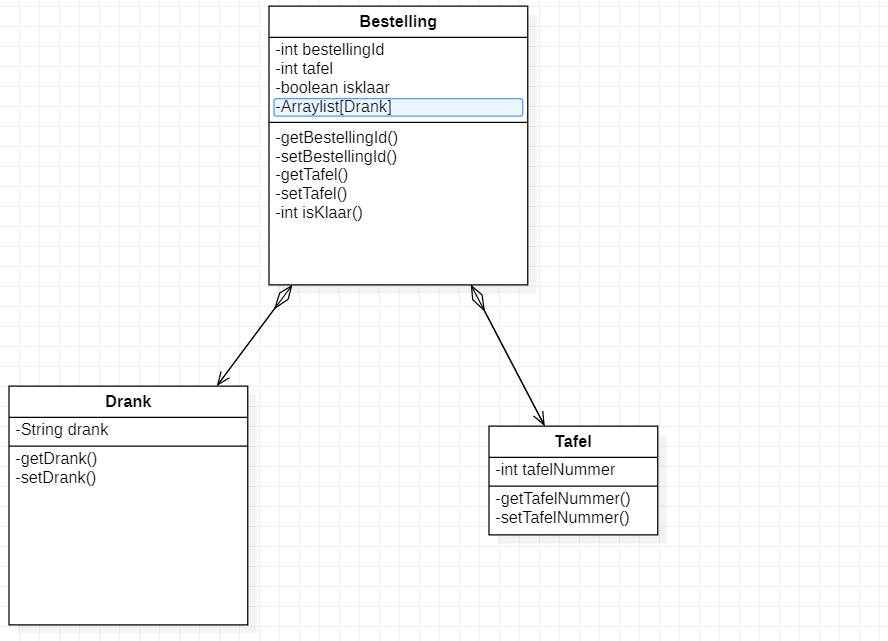 Bestelling
-int bestellingId
-int tafel
-boolean isklaar
-Arraylist[Drank]
-getBestellingId()
-setBestellingId()
-getTafel()
-setTafel()
-int isKlaar()
Drank
-String drank
-getDrank()
-setDrank()
Tafel
-int tafelNummer
-getTafelNummer()
-setTafelNummer()